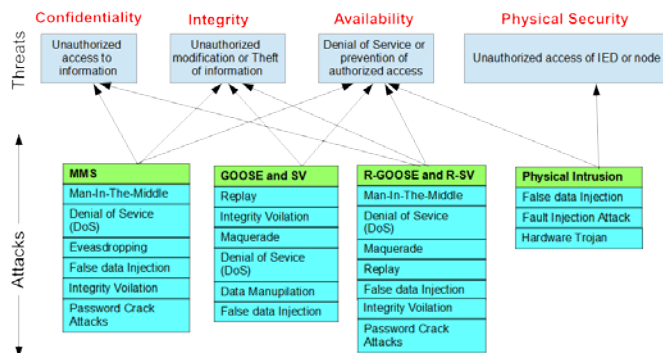 Confidentiality
Integrity
Availability
Physical Security
Threats
Unauthorized
access to
information
Unauthorized
modification or Theft
of information
Denial of Service or
prevention of
authorized access
Unauthorized access of IED or node
Attacks
MMS
Man-In-The-Middle
Denial of Sevice
(DoS)
Eveasdropping
False data Injection
Integrity Voilation
Password Crack
Attacks
GOOSE and SV
Replay
Integrity Voilation
Maquerade
Denial of Sevice
(DoS)
Data Manupilation
False data Injection
R-GOOSE and R-SV
Man-In-The-Middle
Denial of Sevice
(DoS)
Maquerade
Replay
False data Injection
Integrity Voilation
Password Crack
Attacks
Physical Intrusion
False data Injection
Fault Injection Attack
Hardware Trojan